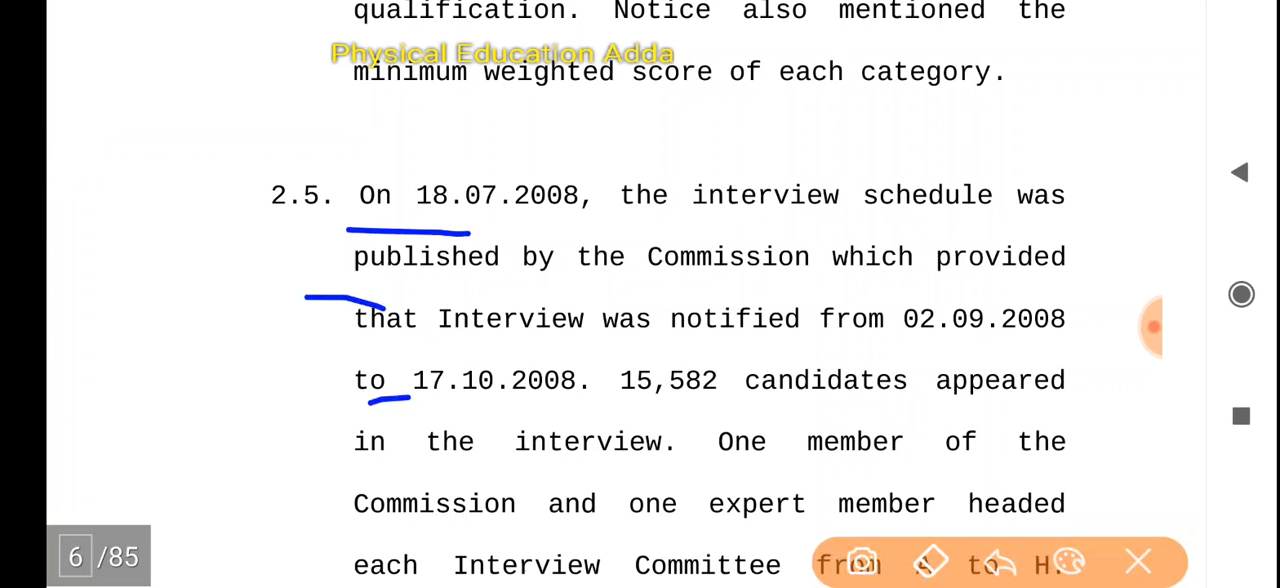 qualification. Notice also mentioned the
Physical Education Adda
minimum weighted score of each category.
2.5. On 18.07.2008, the interview schedule was
published by the Commission which provided
that Interview was notified from 02.09.2008
to 17.10.2008. 15,582 candidates appeared
in the interview. One member of the
Commission and one expert member headed
each Interview Committee from A to H.
6 /85